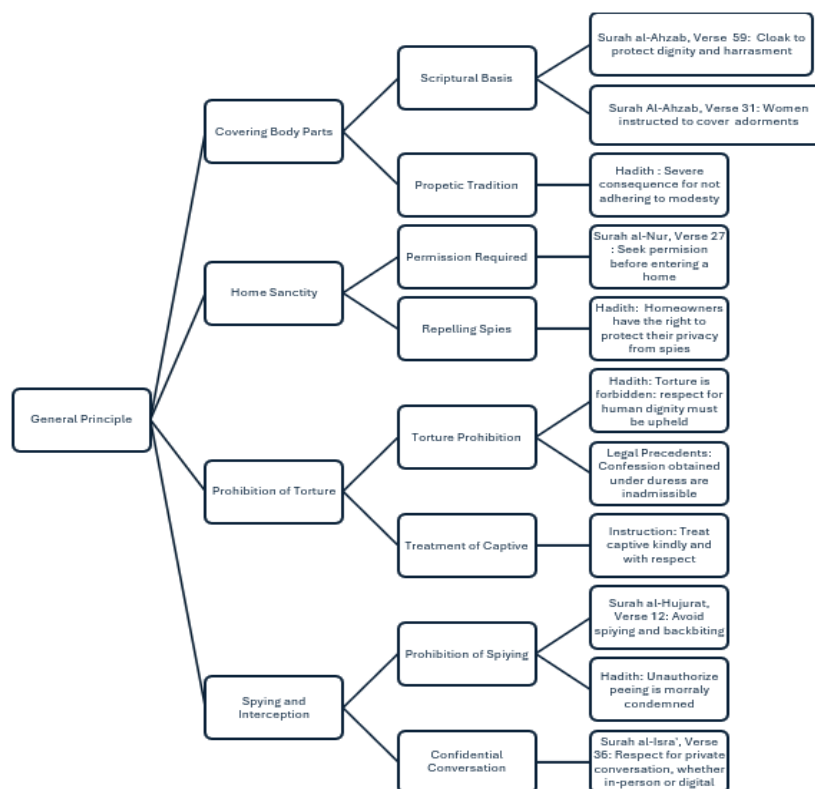 Surah al-Ahzab, Verse 59: Cloak to
protect dignity and harrasment
Scriptural Basis
Surah Al-Ahzab, Verse 31: Women
instructed to cover adorments
Covering Body Parts
Propetic Tradition
Hadith : Severe
consequence for not
adhering to modesty
Permission Required
Surah al-Nur, Verse 27
: Seek permision
before entering a
home
Home Sanctity
Repelling Spies
Hadith: Homeowners
have the right to
protect their privacy
from spies
General Principle
Hadith: Torture is
forbidden: respect for
human dignity must
be upheld
Torture Prohibition
Legal Precedents:
Confession obtained
under duress are
inadmissible
Prohibition of Torture
Treatment of Captive
Instruction: Treat
captive kindly and
with respect
Surah al-Hujurat,
Verse 12: Avoid
spiying and backbiting
Prohibition of Spiying
Hadith: Unauthorize
peeing is morraly
condemned
Spying and
Interception
Confidential
Conversation
Surah al-Isra', Verse
36: Respect for private
conversation, whether
in-person or digital